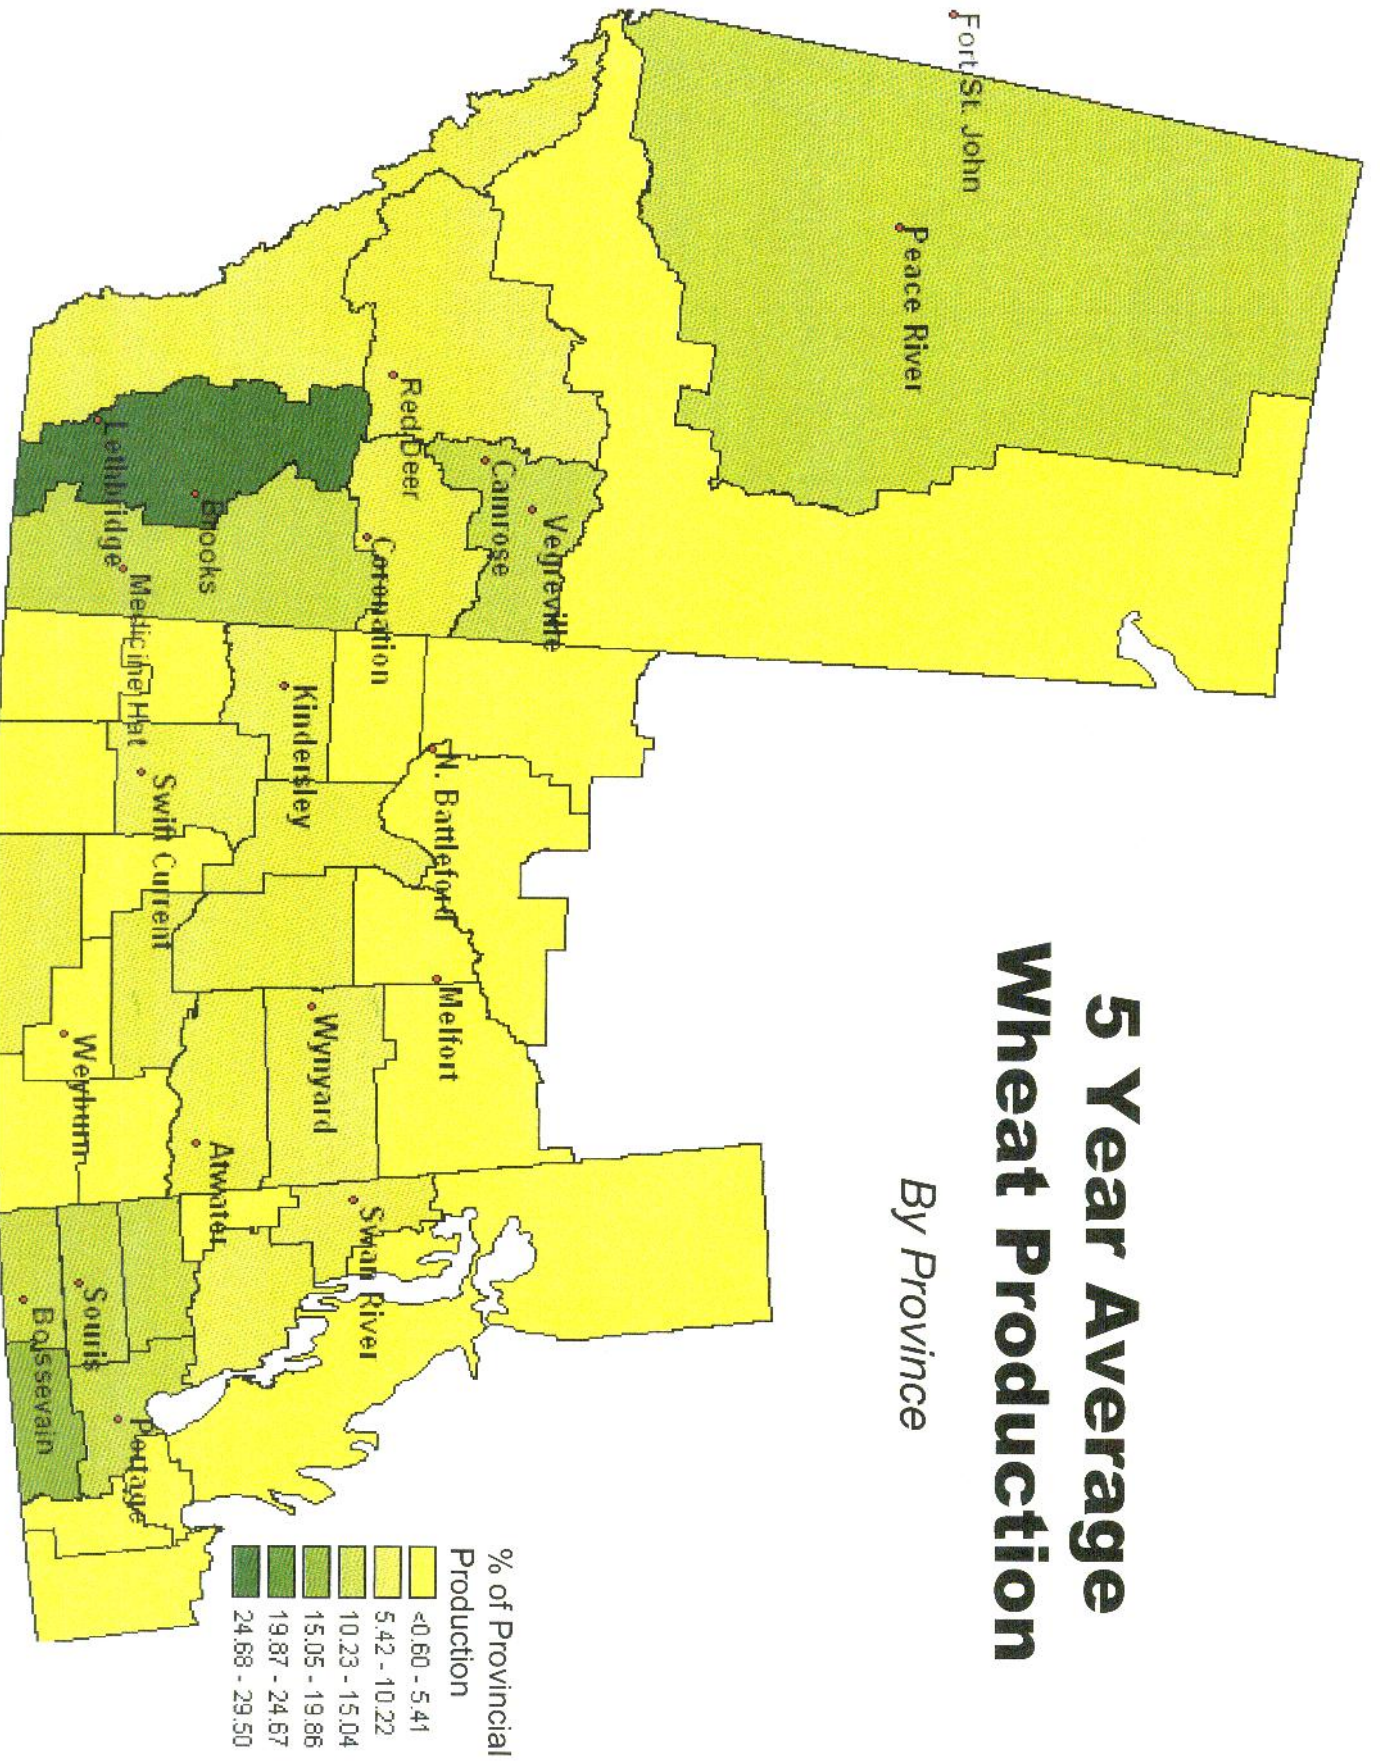 5 Year Average
Wheat Production
By Province
Fort St. John
Peace River
Red Deer
Camrose
Vegreville
Lethbridge
Brooks
Coronation
Medicine Hat
Kindersley
N. Battleford
Swift Current
Melfort
Wynyard
Weyburn
Atwater
Swan River
Souris
Boissevain
Portage
% of Provincial
Production
<0.60 - 5.41
5.42 - 10.22
10.23 - 15.04
15.05 - 19.86
19.87 - 24.67
24.68 - 29.50